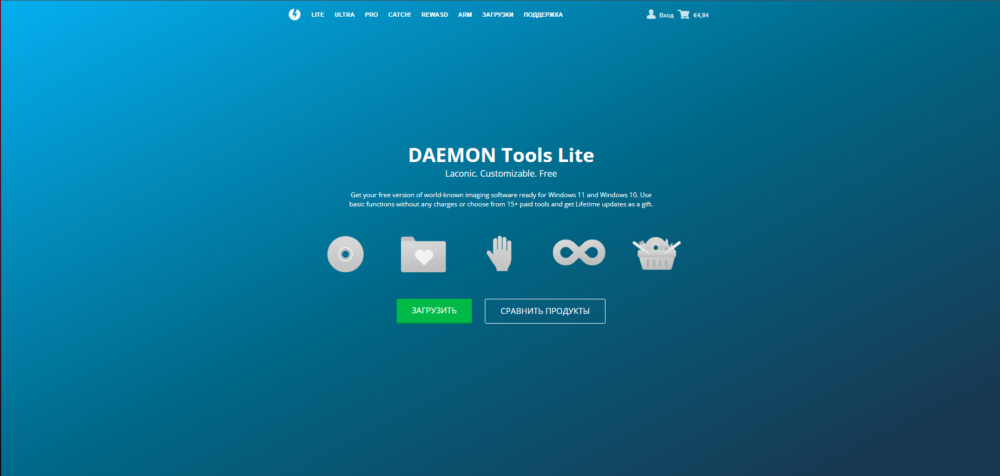 LITE ULTRA PRO CATCH! REWASD ARM ЗАГРУЗКИ ПОДДЕРЖКА Вход €4,84
DAEMON Tools Lite
Laconic. Customizable. Free
Get your free version of world-known imaging software ready for Windows 11 and Windows 10. Use
basic functions without any charges or choose from 15+ paid tools and get Lifetime updates as a gift.
ЗАГРУЗИТЬ СРАВНИТЬ ПРОДУКТЫ